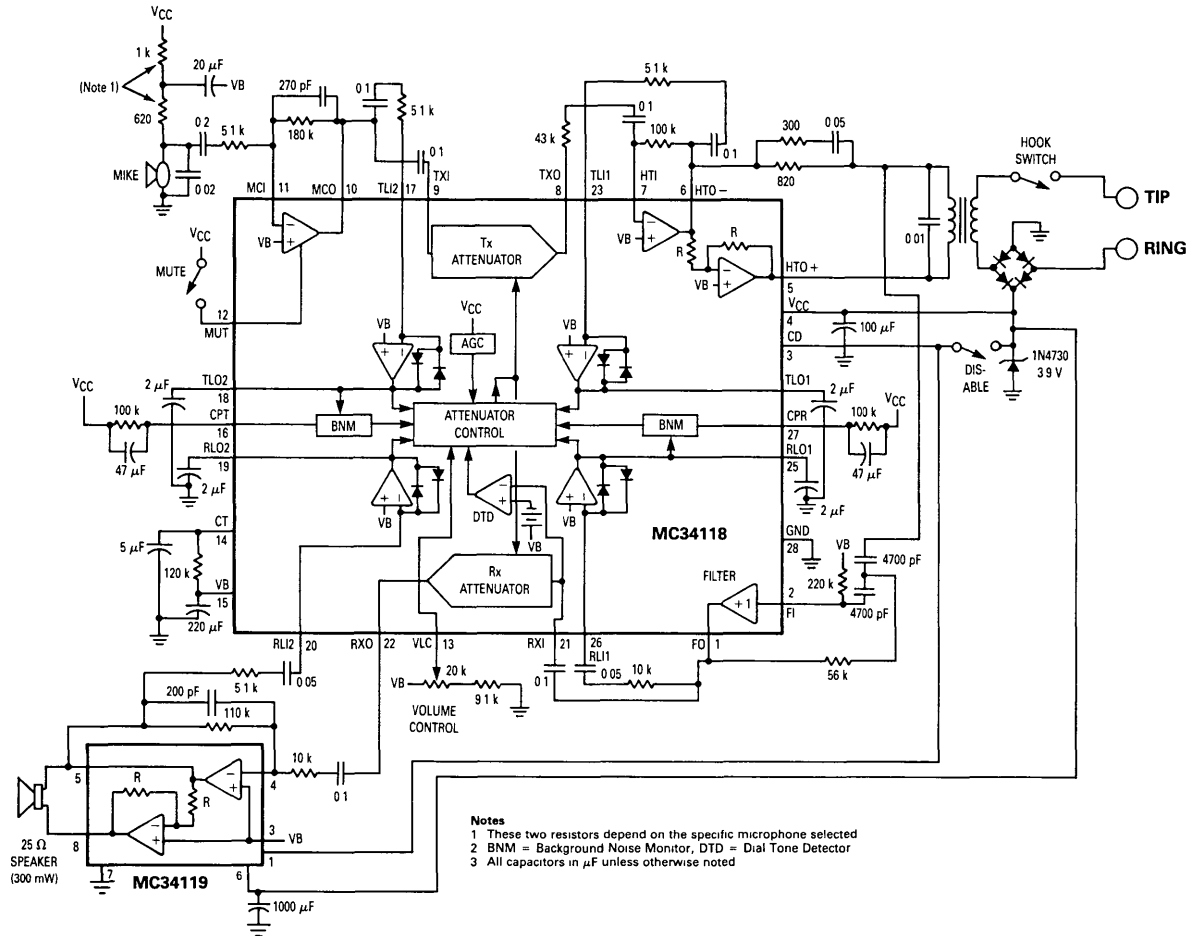 VCC
1 k
20 μF
VB
(Note 1)
620
0 2
5 1 k
MIKE
0 02
270 pF
180 k
0 1
5 1 k
0 1
MCI 11
MCO 10
TLI2 17
TXI
9
43 k
0 1
100 k
5 1 k
0 1
TXO
8
TLI1
23
HTI
7
6
HTO −
300
0 05
820
0 01
HOOK
SWITCH
TIP
RING
VCC
MUTE
12
MUT
VB
Tx
ATTENUATOR
VB
R
R
VB
HTO +
5
VCC
4
100 μF
CD
3
DIS-
ABLE
1N4730
3 9 V
VB
VCC
AGC
VB
2 μF
TLO2
18
VCC
100 k
CPT
16
47 μF
BNM
ATTENUATOR
CONTROL
BNM
TLO1
2 μF
CPR
27
100 k
VCC
47 μF
RLO2
19
2 μF
RLO1
25
2 μF
VB
DTD
VB
VB
MC34118
CT
14
5 μF
120 k
VB
15
220 μF
Rx
ATTENUATOR
GND
28
VB
4700 pF
220 k
4700 pF
FILTER
+1
2
FI
RLI2 20
RXO 22
VLC 13
RXI 21
26
RLI1
FO 1
5 1 k
0 05
VB
20 k
9 1 k
VOLUME
CONTROL
0 1
0 05
10 k
56 k
200 pF
110 k
10 k
0 1
5
R
R
4
8
3
VB
1
7
6
25 Ω
SPEAKER
(300 mW)
MC34119
1000 μF
Notes
1 These two resistors depend on the specific microphone selected
2 BNM = Background Noise Monitor, DTD = Dial Tone Detector
3 All capacitors in μF unless otherwise noted